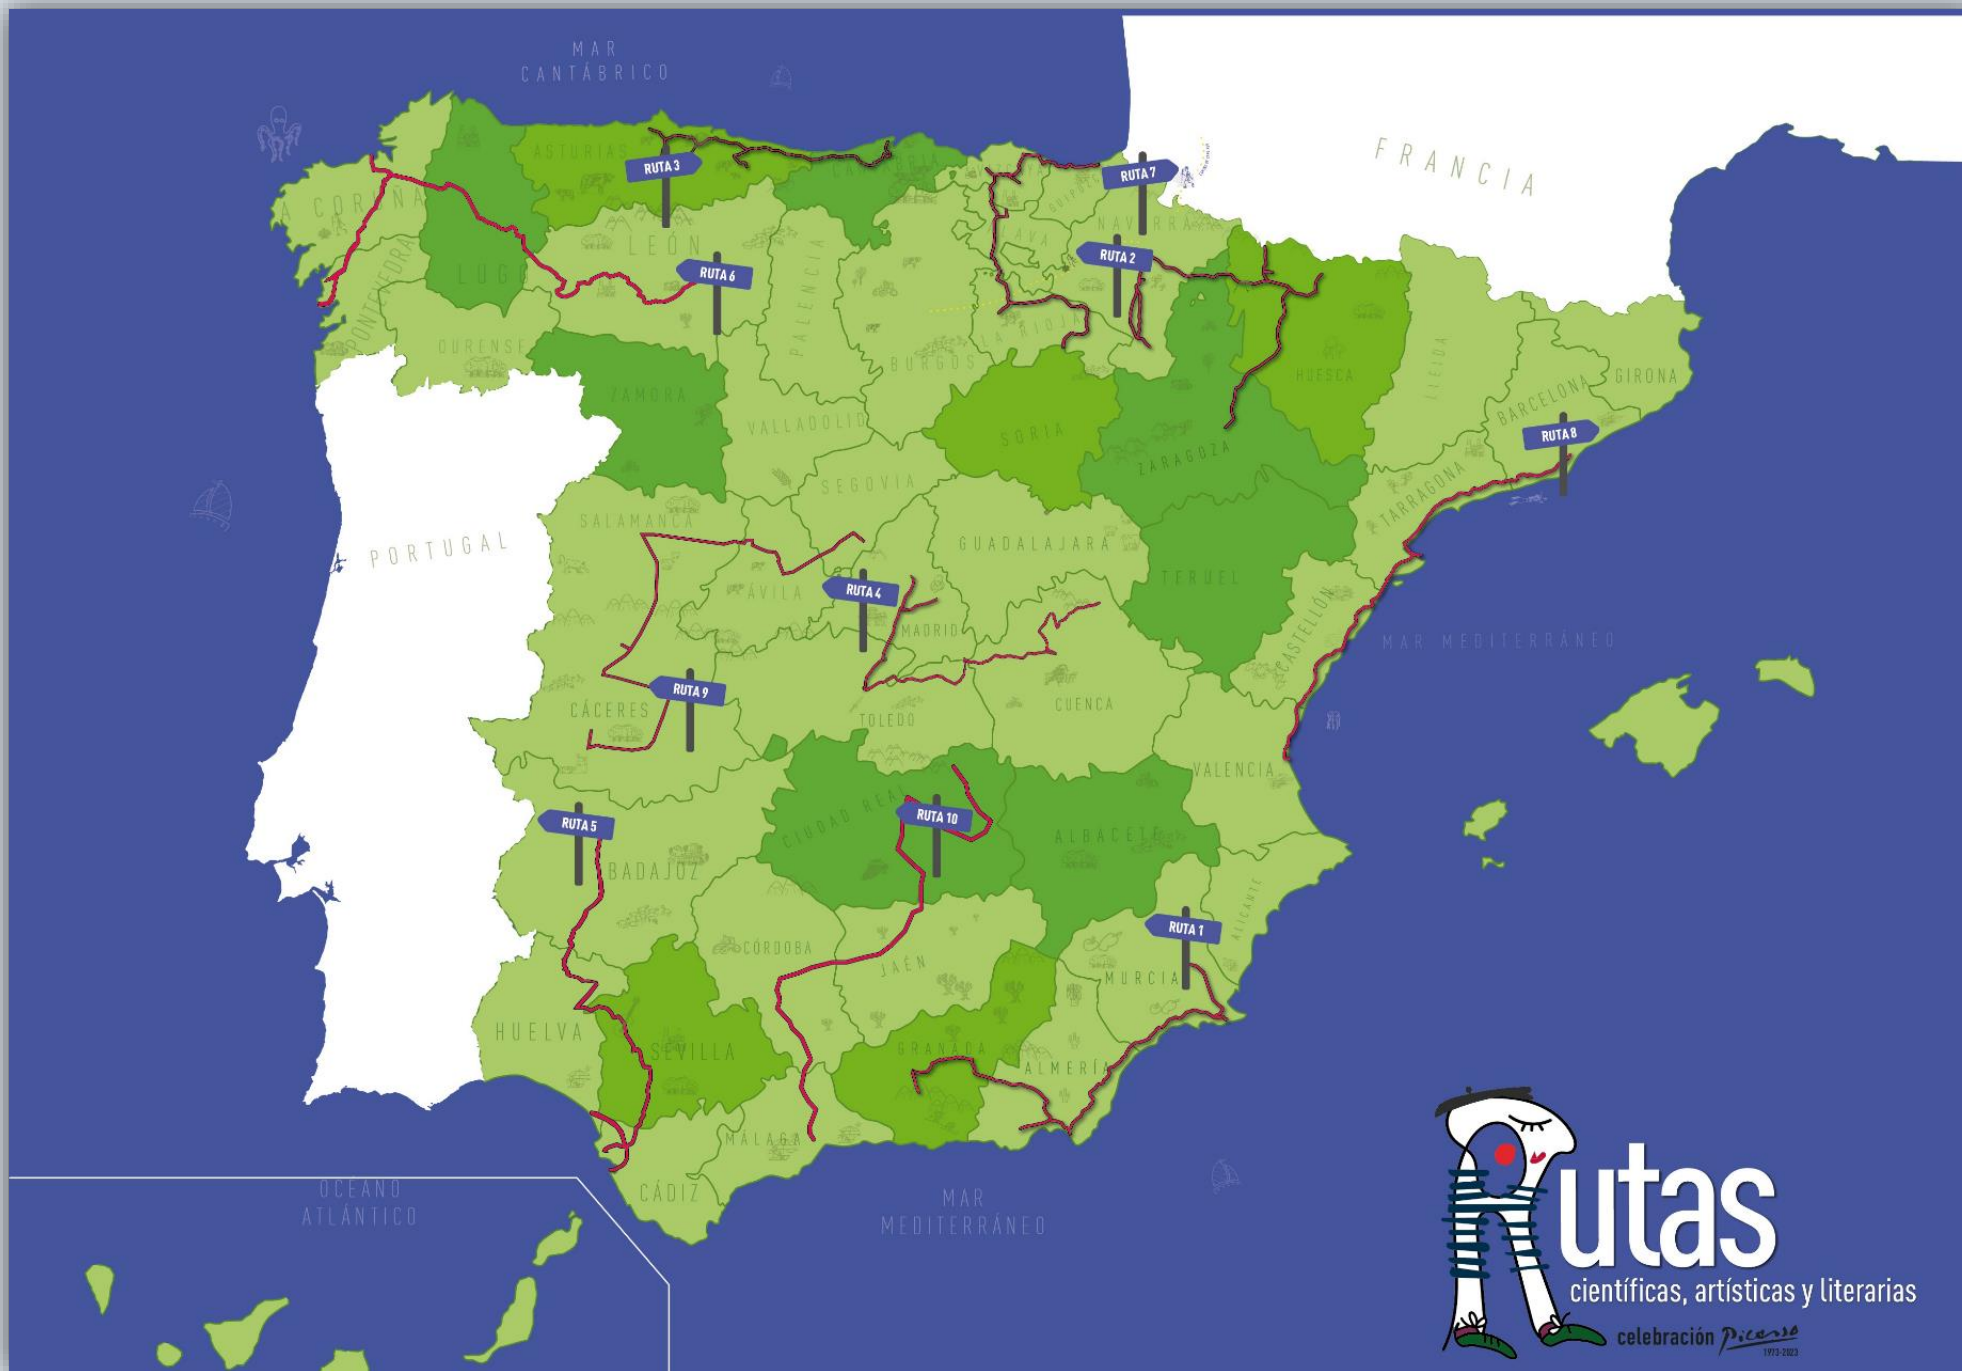 MAR
CANTÁBRICO
FRANCIA
ASTURIAS
RUTA 3
RUTA 7
A CORUÑA
LUGO
LEÓN
NAVARRA
RUTA 2
RUTA 6
PALENCIA
PONTEVEDRA
OURENSE
BURGOS
LA RIOJA
HUESCA
LLEIDA
BARCELONA
GIRONA
ZAMORA
VALLADOLID
SORIA
ZARAGOZA
RUTA 8
SEGOVIA
TARRAGONA
SALAMANCA
PORTUGAL
GUADALAJARA
TERUEL
ÁVILA
RUTA 4
MADRID
CASTELLÓN
MAR MEDITERRÁNEO
RUTA 9
CÁCERES
TOLEDO
CUENCA
VALENCIA
CIUDAD REAL
RUTA 10
ALBACETE
RUTA 5
BADAJOZ
ALICANTE
RUTA 1
CÓRDOBA
JAÉN
MURCIA
HUELVA
SEVILLA
GRANADA
ALMERÍA
MÁLAGA
CÁDIZ
OCÉANO
ATLÁNTICO
MAR
MEDITERRÁNEO
Rutas
científicas, artísticas y literarias
celebración Picasso
1973-2023